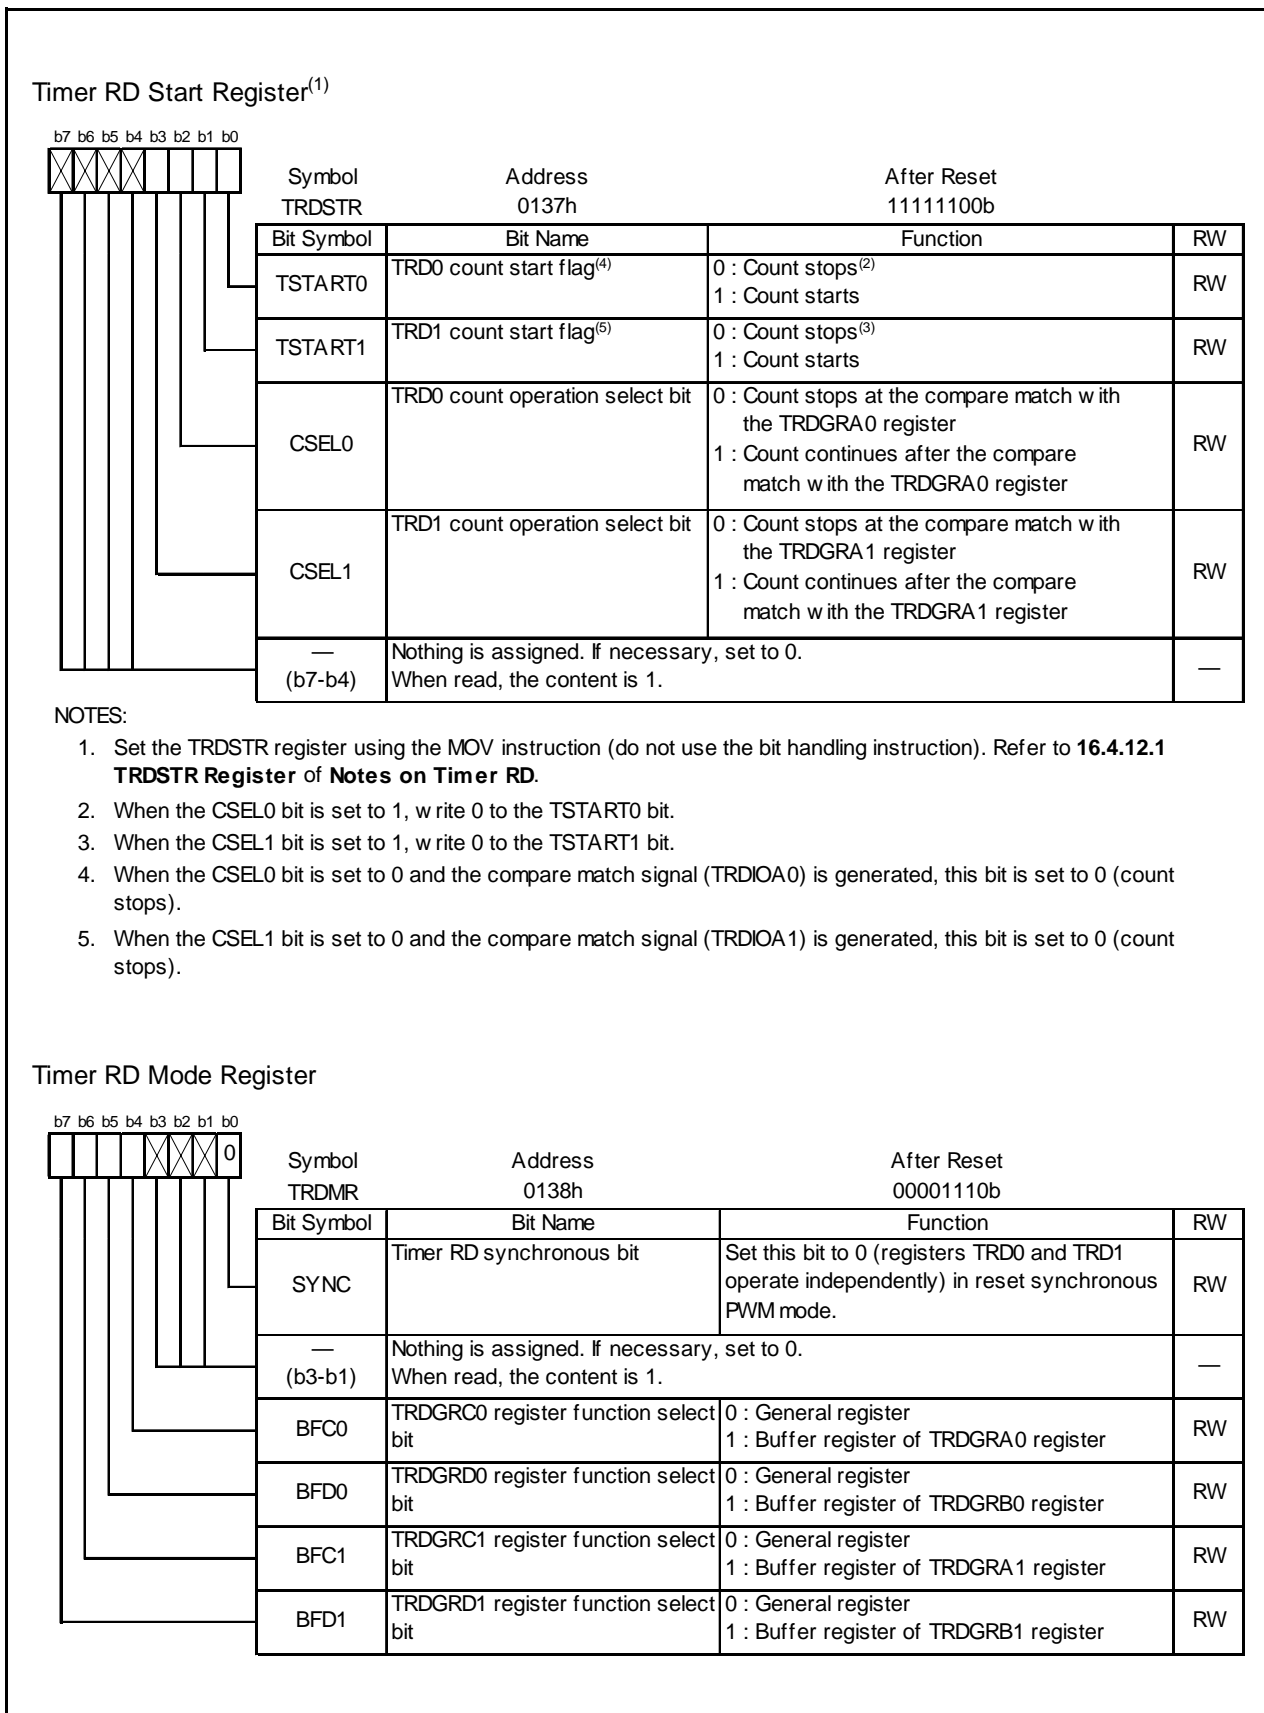 Timer RD Start Register(1)
b7 b6 b5 b4 b3 b2 b1 b0
Symbol Address After Reset
TRDSTR 0137h 11111100b
Bit Symbol Bit Name Function RW
TSTART0 TRD0 count start flag(4) 0 : Count stops(2) RW
1 : Count starts
TSTART1 TRD1 count start flag(5) 0 : Count stops(3) RW
1 : Count starts
CSEL0 TRD0 count operation select bit 0 : Count stops at the compare match with RW
the TRDGRA0 register
1 : Count continues after the compare
match with the TRDGRA0 register
CSEL1 TRD1 count operation select bit 0 : Count stops at the compare match with RW
the TRDGRA1 register
1 : Count continues after the compare
match with the TRDGRA1 register
— Nothing is assigned. If necessary, set to 0. —
(b7-b4) When read, the content is 1.
NOTES:
1. Set the TRDSTR register using the MOV instruction (do not use the bit handling instruction). Refer to 16.4.12.1
TRDSTR Register of Notes on Timer RD.
2. When the CSEL0 bit is set to 1, write 0 to the TSTART0 bit.
3. When the CSEL1 bit is set to 1, write 0 to the TSTART1 bit.
4. When the CSEL0 bit is set to 0 and the compare match signal (TRDIOA0) is generated, this bit is set to 0 (count
stops).
5. When the CSEL1 bit is set to 0 and the compare match signal (TRDIOA1) is generated, this bit is set to 0 (count
stops).
Timer RD Mode Register
b7 b6 b5 b4 b3 b2 b1 b0
0
Symbol Address After Reset
TRDMR 0138h 00001110b
Bit Symbol Bit Name Function RW
SYNC Timer RD synchronous bit Set this bit to 0 (registers TRD0 and TRD1 RW
operate independently) in reset synchronous
PWM mode.
— Nothing is assigned. If necessary, set to 0. —
(b3-b1) When read, the content is 1.
BFC0 TRDGRC0 register function select 0 : General register RW
bit 1 : Buffer register of TRDGRA0 register
BFD0 TRDGRD0 register function select 0 : General register RW
bit 1 : Buffer register of TRDGRB0 register
BFC1 TRDGRC1 register function select 0 : General register RW
bit 1 : Buffer register of TRDGRA1 register
BFD1 TRDGRD1 register function select 0 : General register RW
bit 1 : Buffer register of TRDGRB1 register